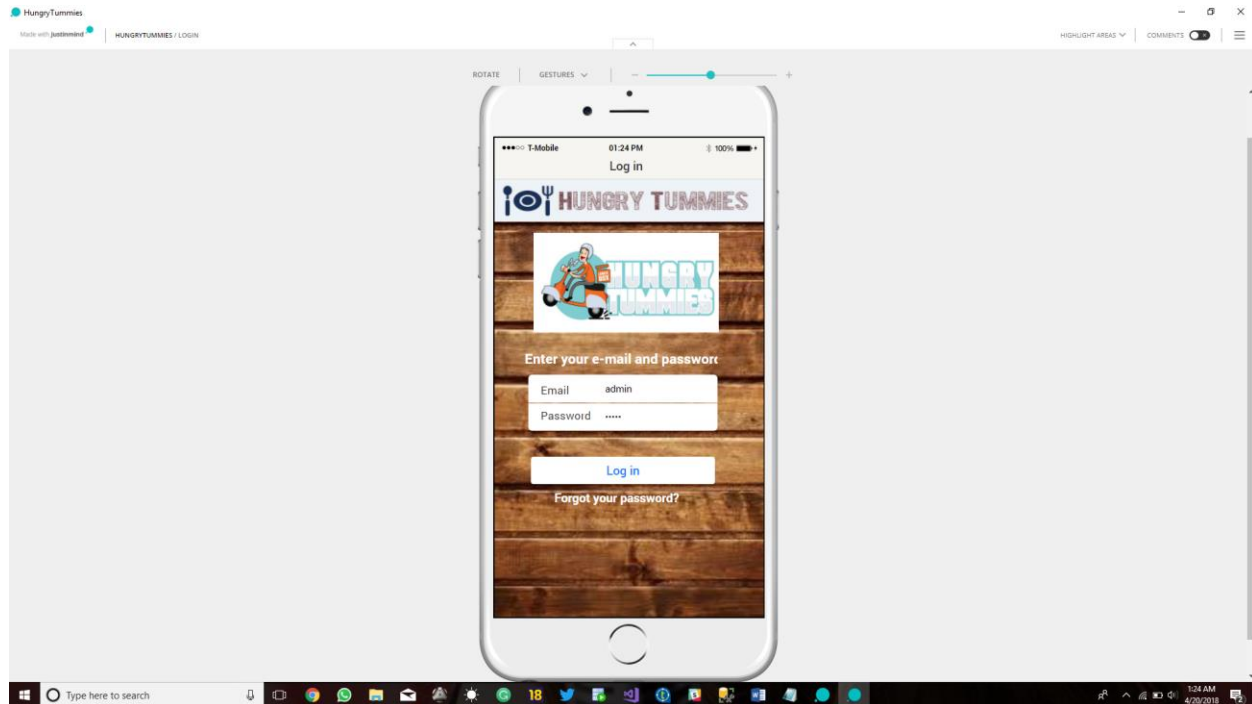 HungryTummies
Made with justinmind
HUNGRYTUMMIES / LOGIN
HIGHLIGHT AREAS
COMMENTS
ROTATE
GESTURES
T-Mobile
01:24 PM
100%
Log in
HUNGRY TUMMIES
HUNGRY
TUMMIES
Enter your e-mail and password
Email admin
Password •••••
Log in
Forgot your password?
Type here to search
18
1:24 AM
4/20/2018